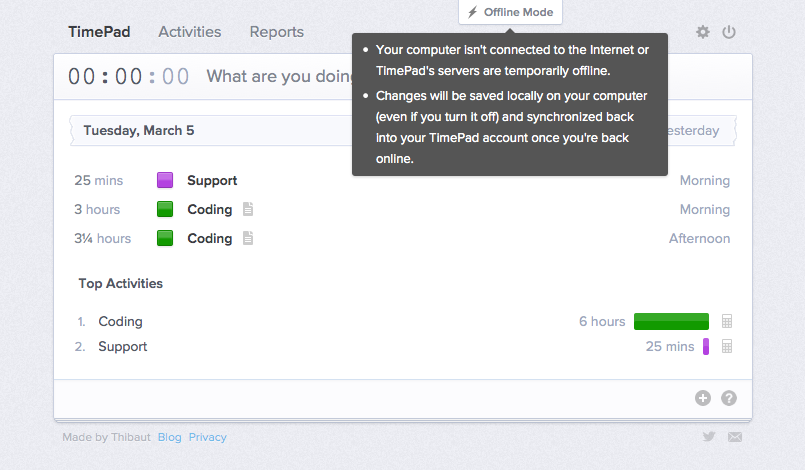 Offline Mode
TimePad Activities Reports
• Your computer isn't connected to the Internet or
TimePad's servers are temporarily offline.
• Changes will be saved locally on your computer
(even if you turn it off) and synchronized back
into your TimePad account once you're back
online.
00:00:00 What are you doing
Tuesday, March 5
esterday
25 mins Support Morning
3 hours Coding Morning
3¼ hours Coding Afternoon
Top Activities
1. Coding 6 hours
2. Support 25 mins
+ ?
Made by Thibaut Blog Privacy